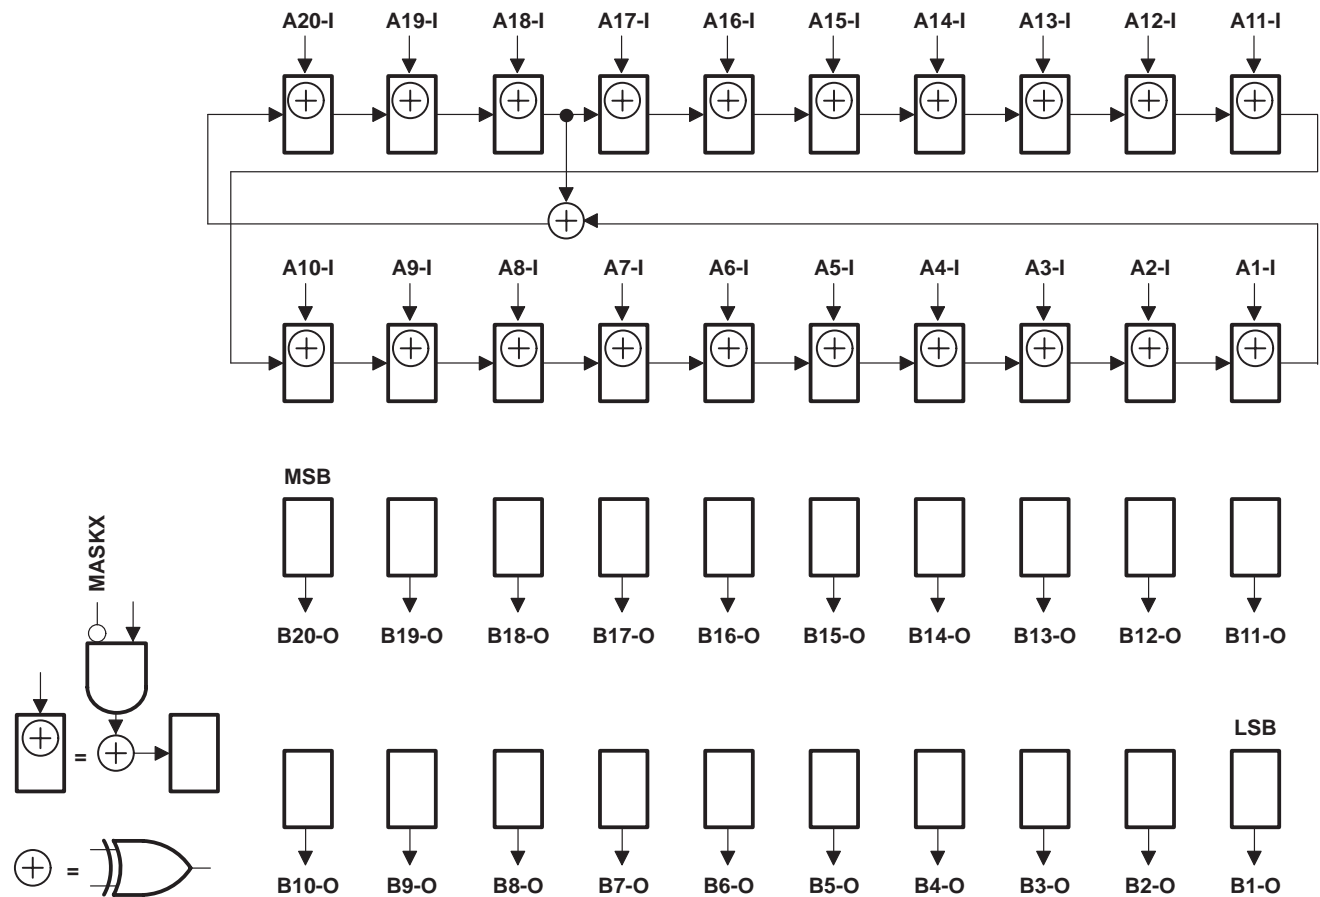 A20-I A19-I A18-I A17-I A16-I A15-I A14-I A13-I A12-I A11-I
A10-I A9-I A8-I A7-I A6-I A5-I A4-I A3-I A2-I A1-I
MSB
MASKX
B20-O B19-O B18-O B17-O B16-O B15-O B14-O B13-O B12-O B11-O
LSB
=
=
B10-O B9-O B8-O B7-O B6-O B5-O B4-O B3-O B2-O B1-O